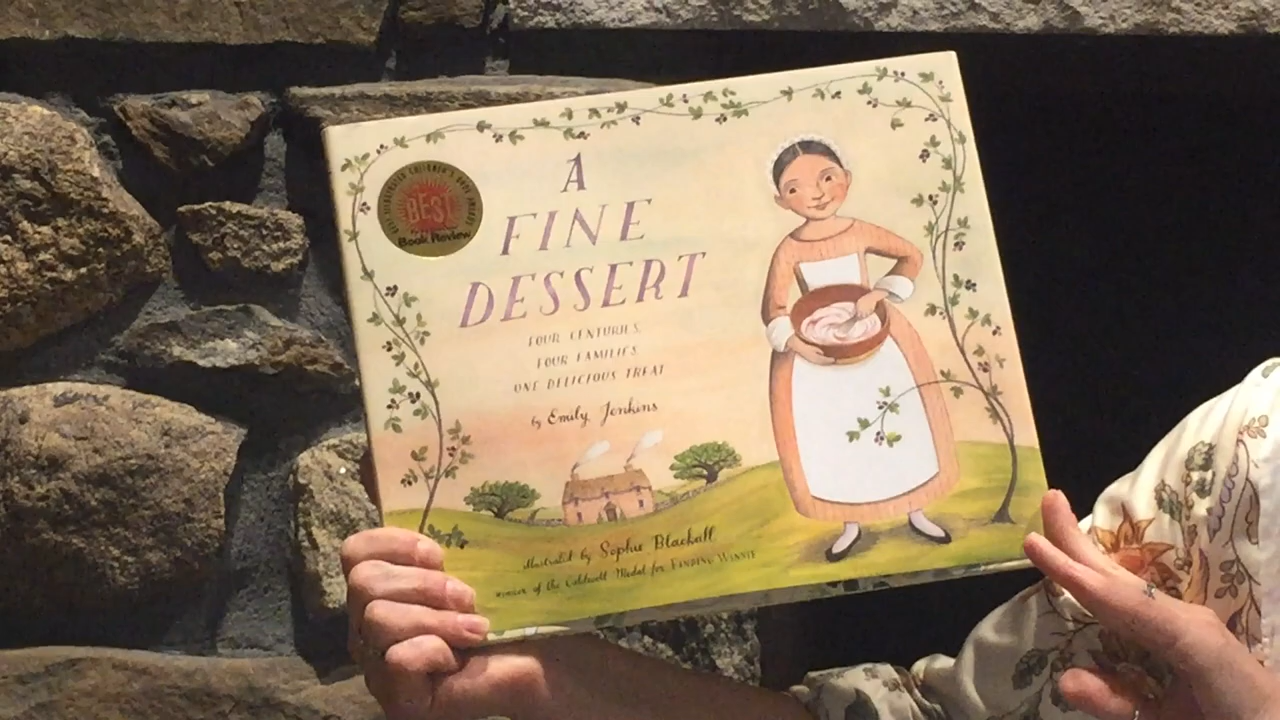 A
FINE
DESSERT
FOUR CENTURIES,
FOUR FAMILIES,
ONE DELICIOUS TREAT
by Emily Jenkins
BEST
Book Review
illustrated by Sophie Blackall
winner of the Caldecott Medal for FINDING WINNIE